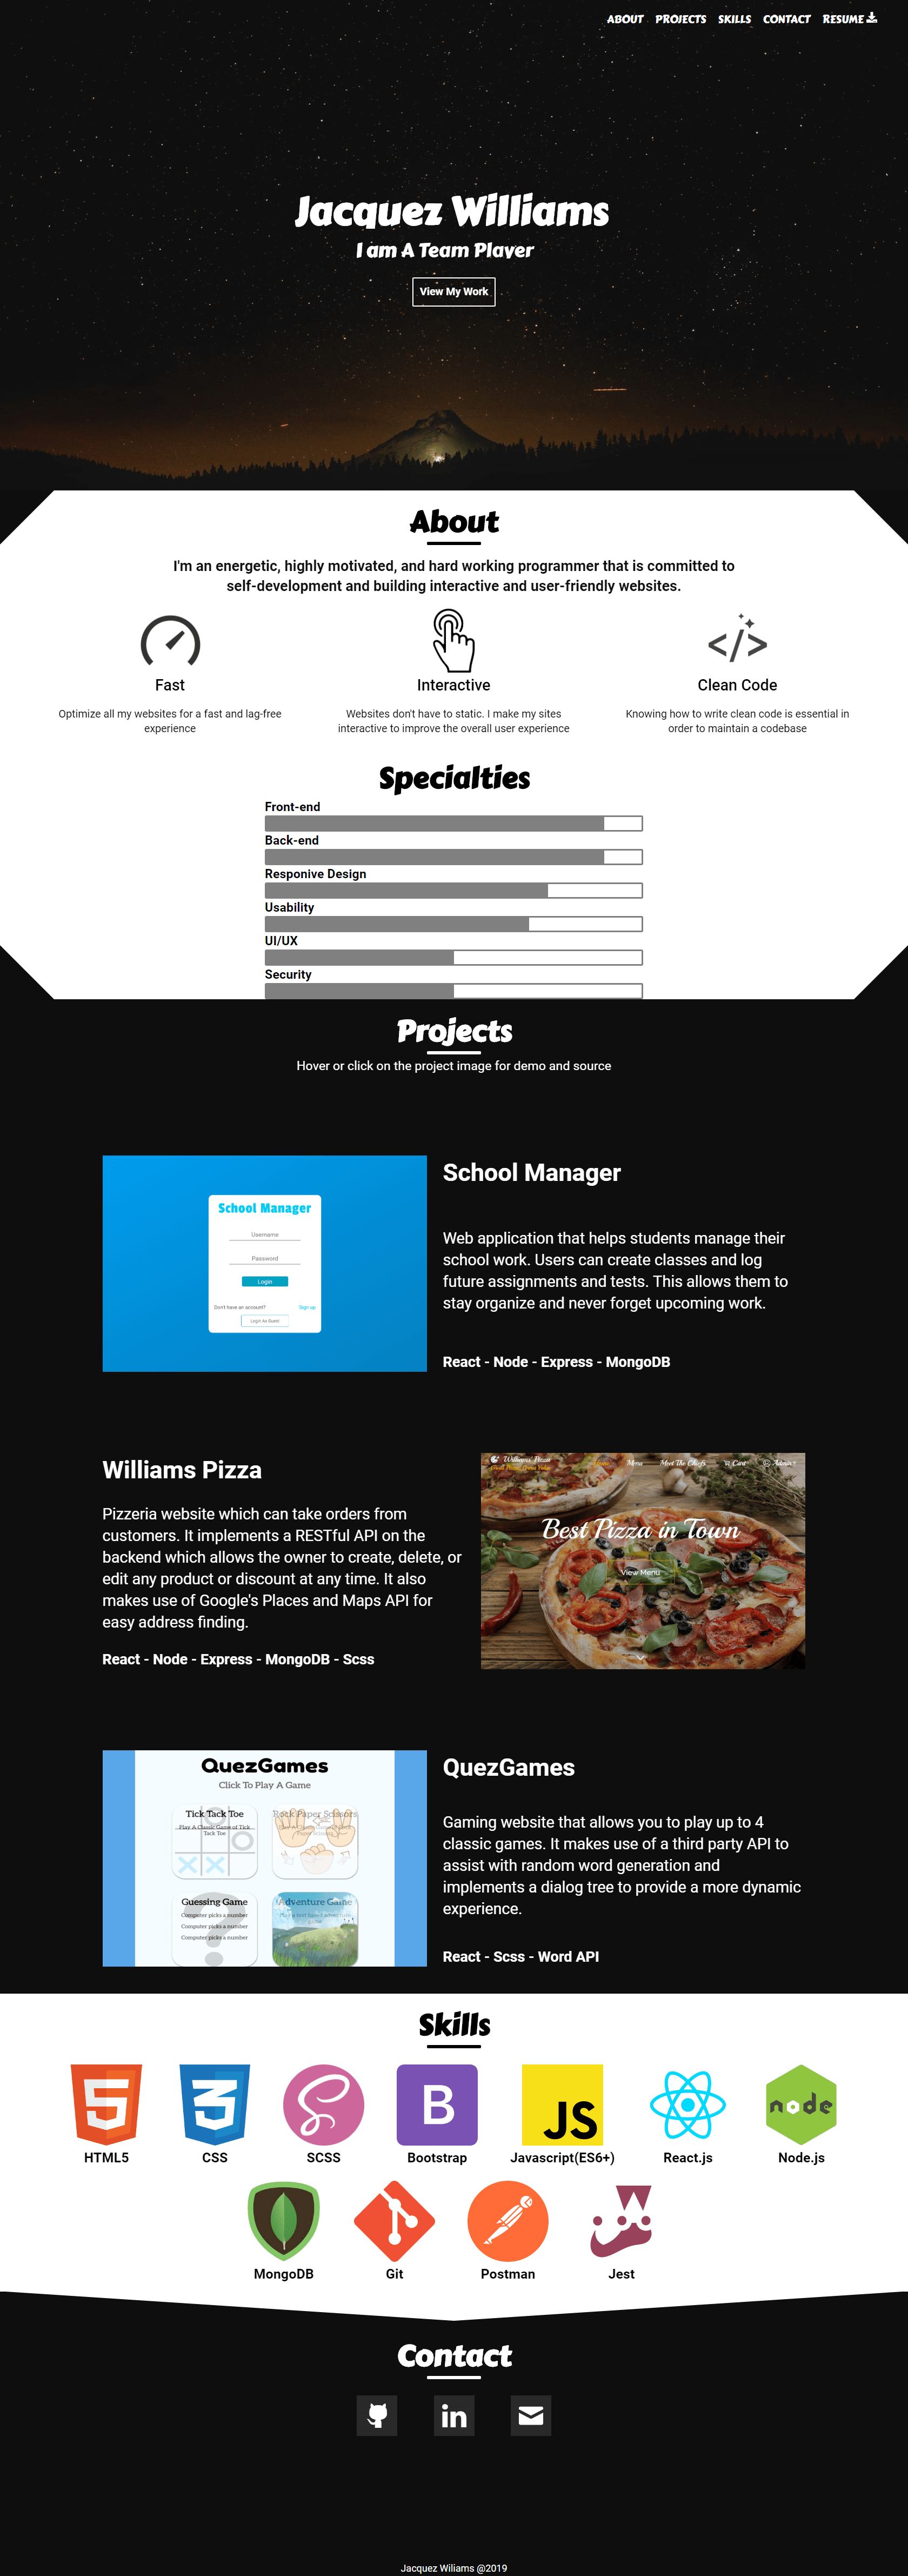 ABOUT PROJECTS SKILLS CONTACT RESUME
Jacquez Williams
I am A Team Player
View My Work
About
I'm an energetic, highly motivated, and hard working programmer that is committed to
self-development and building interactive and user-friendly websites.
Fast
Optimize all my websites for a fast and lag-free
experience
Interactive
Websites don't have to static. I make my sites
interactive to improve the overall user experience
</>
Clean Code
Knowing how to write clean code is essential in
order to maintain a codebase
Specialties
Front-end
Back-end
Responive Design
Usability
UI/UX
Security
Projects
Hover or click on the project image for demo and source
School Manager
Username
Password
Login
Don't have an account? Sign up
Login As Guest
School Manager
Web application that helps students manage their
school work. Users can create classes and log
future assignments and tests. This allows them to
stay organize and never forget upcoming work.
React - Node - Express - MongoDB
Williams Pizza
Pizzeria website which can take orders from
customers. It implements a RESTful API on the
backend which allows the owner to create, delete, or
edit any product or discount at any time. It also
makes use of Google's Places and Maps API for
easy address finding.
React - Node - Express - MongoDB - Scss
Williams' Pizza
Home Menu Meet The Chefs Cart Admin
Best Pizza in Town
View Menu
QuezGames
Click To Play A Game
Tick Tack Toe
Play A Classic Game of Tick
Tack Toe
Rock Paper Scissors
Guessing Game
Computer picks a number
Computer picks a number
Computer picks a number
Adventure Game
QuezGames
Gaming website that allows you to play up to 4
classic games. It makes use of a third party API to
assist with random word generation and
implements a dialog tree to provide a more dynamic
experience.
React - Scss - Word API
Skills
5
3
B
JS
node
HTML5 CSS SCSS Bootstrap Javascript(ES6+) React.js Node.js
MongoDB Git Postman Jest
Contact
in
Jacquez Wiliams @2019